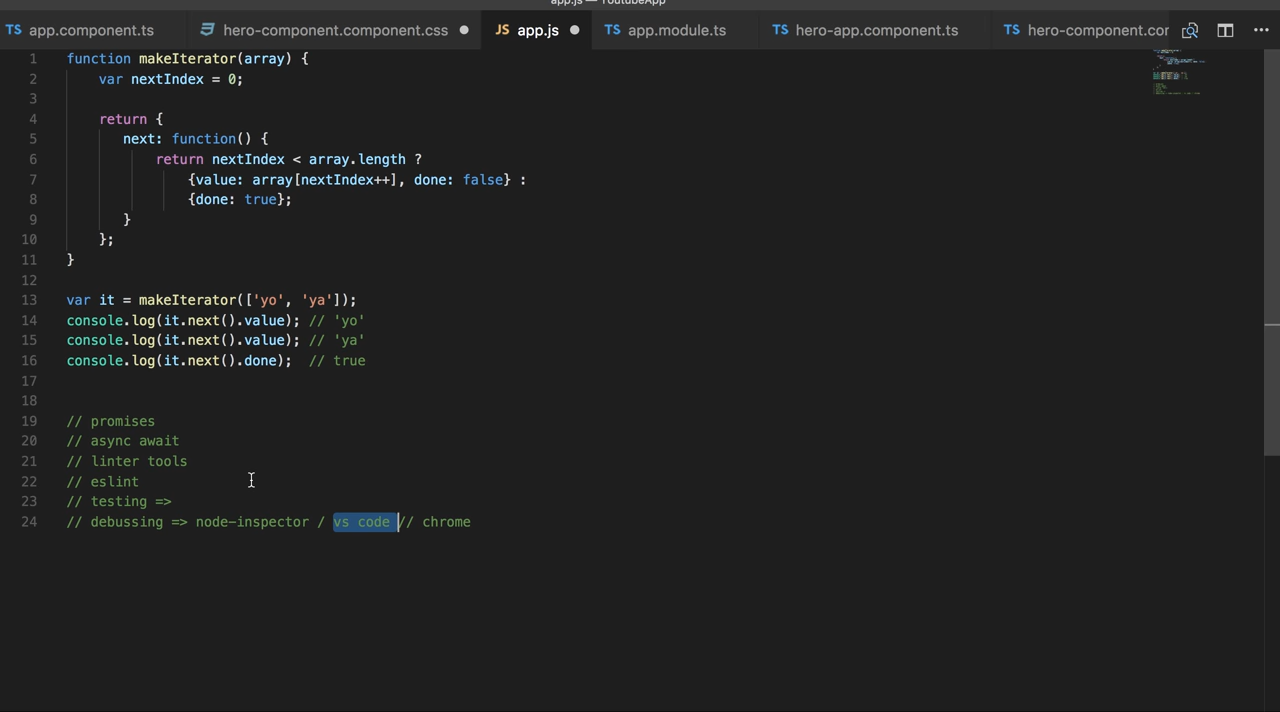 app.js — YoutubeApp
TS app.component.ts hero-component.component.css JS app.js TS app.module.ts TS hero-app.component.ts TS hero-component.cor
1 function makeIterator(array) {
2 var nextIndex = 0;
3
4 return {
5 next: function() {
6 return nextIndex < array.length ?
7 {value: array[nextIndex++], done: false} :
8 {done: true};
9 }
10 };
11 }
12
13 var it = makeIterator(['yo', 'ya']);
14 console.log(it.next().value); // 'yo'
15 console.log(it.next().value); // 'ya'
16 console.log(it.next().done);  // true
17
18
19 // promises
20 // async await
21 // linter tools
22 // eslint
23 // testing =>
24 // debussing => node-inspector / vs code // chrome